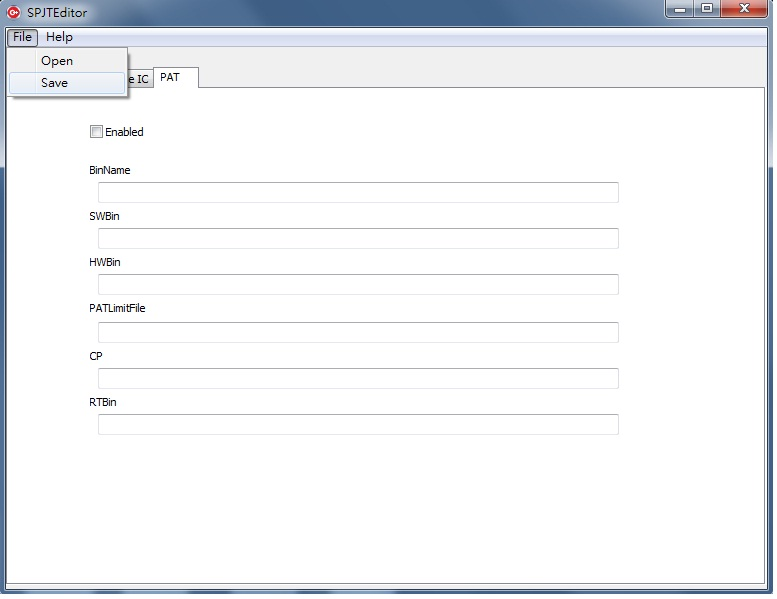 SPJTEditor
File Help
Open
Save
e IC PAT
Enabled
BinName
SWBin
HWBin
PATLimitFile
CP
RTBin